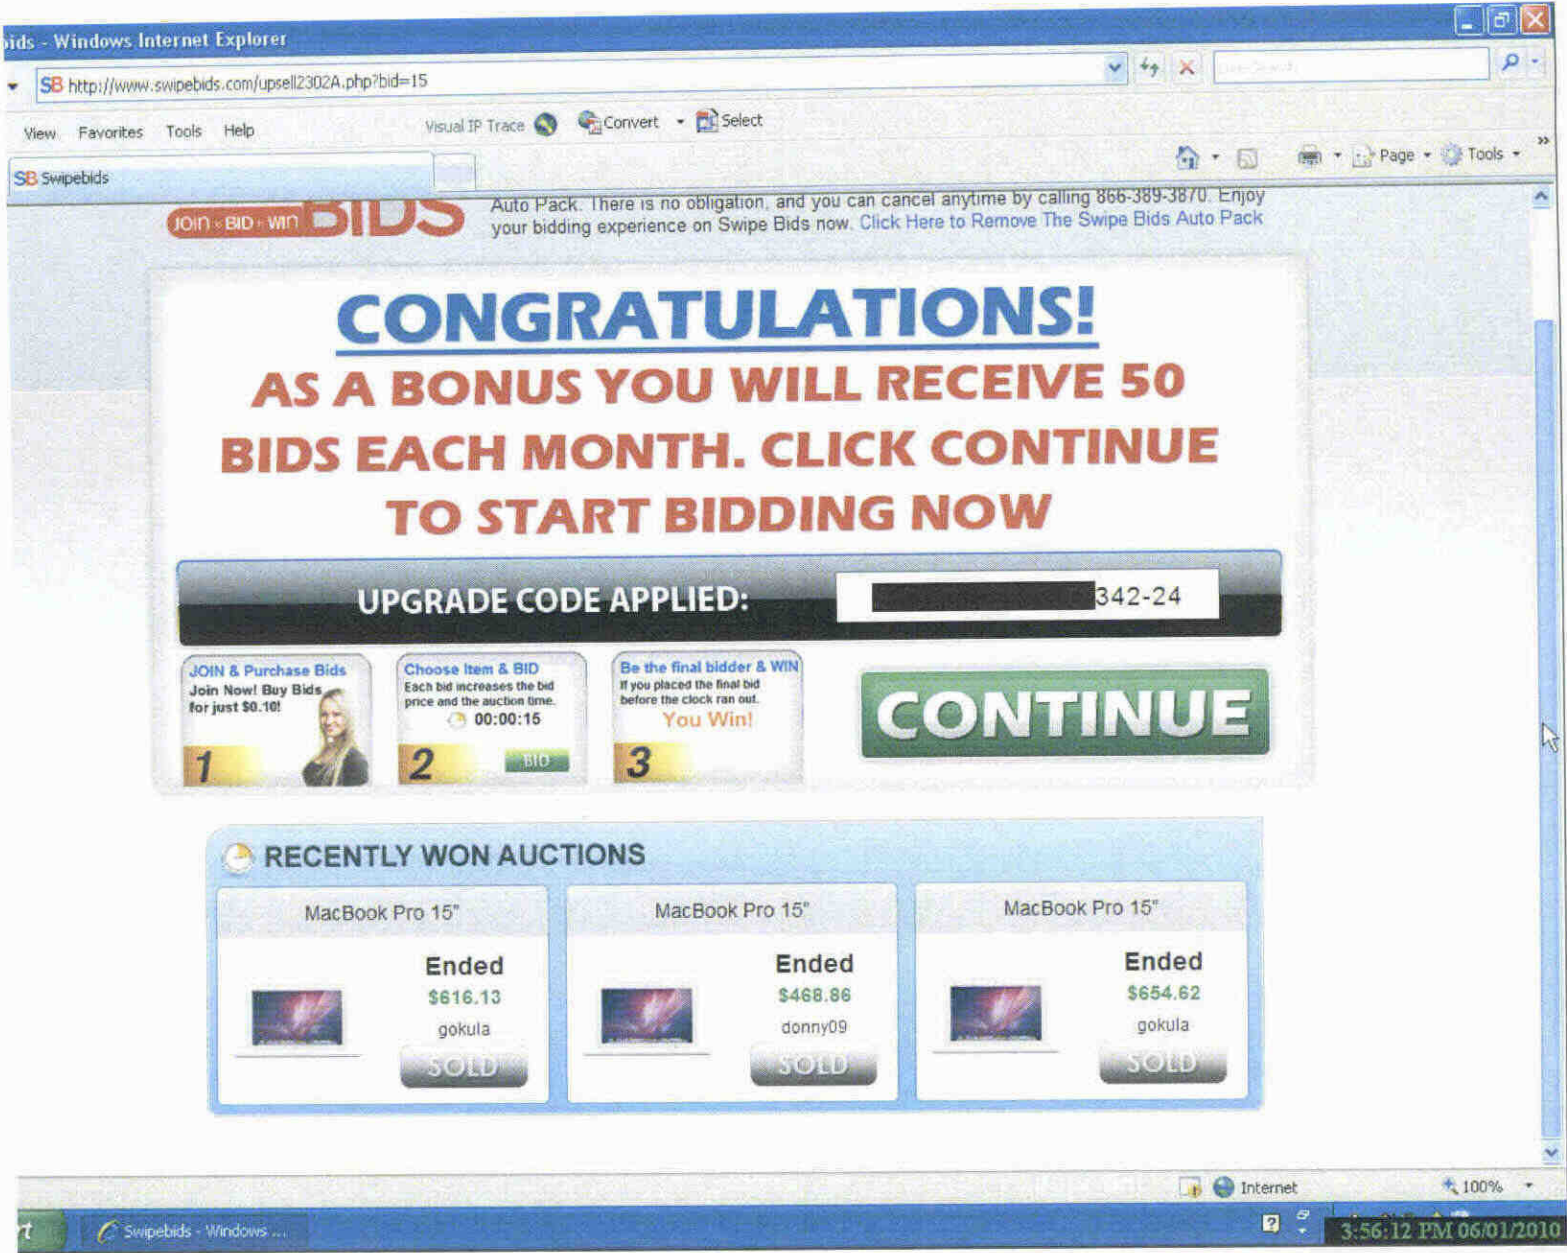 bids - Windows Internet Explorer
SB http://www.swipebids.com/upsell2302A.php?bid=15
View Favorites Tools Help Visual IP Trace Convert Select
SB Swipebids
Page Tools »
JOIN • BID • WIN BIDS
Auto Pack. There is no obligation, and you can cancel anytime by calling 866-389-3870. Enjoy
your bidding experience on Swipe Bids now. Click Here to Remove The Swipe Bids Auto Pack
CONGRATULATIONS!
AS A BONUS YOU WILL RECEIVE 50
BIDS EACH MONTH. CLICK CONTINUE
TO START BIDDING NOW
UPGRADE CODE APPLIED: 342-24
JOIN & Purchase Bids
Join Now! Buy Bids
for just $0.10!
1
Choose Item & BID
Each bid increases the bid
price and the auction time.
00:00:15
2 BID
Be the final bidder & WIN
If you placed the final bid
before the clock ran out.
You Win!
3
CONTINUE
RECENTLY WON AUCTIONS
MacBook Pro 15"
Ended
$616.13
gokula
SOLD
MacBook Pro 15"
Ended
$468.86
donny09
SOLD
MacBook Pro 15"
Ended
$654.62
gokula
SOLD
Internet 100%
rt Swipebids - Windows ...
3:56:12 PM 06/01/2010